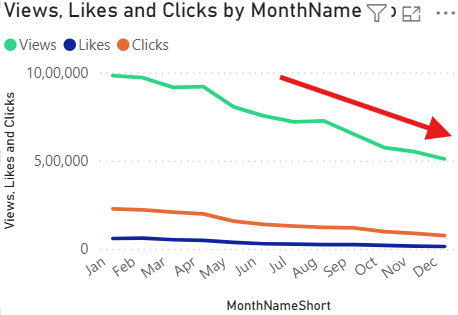 Views, Likes and Clicks by MonthName
Views Likes Clicks
Views, Likes and Clicks
10,00,000
5,00,000
0
Jan Feb Mar Apr May Jun Jul Aug Sep Oct Nov Dec
MonthNameShort